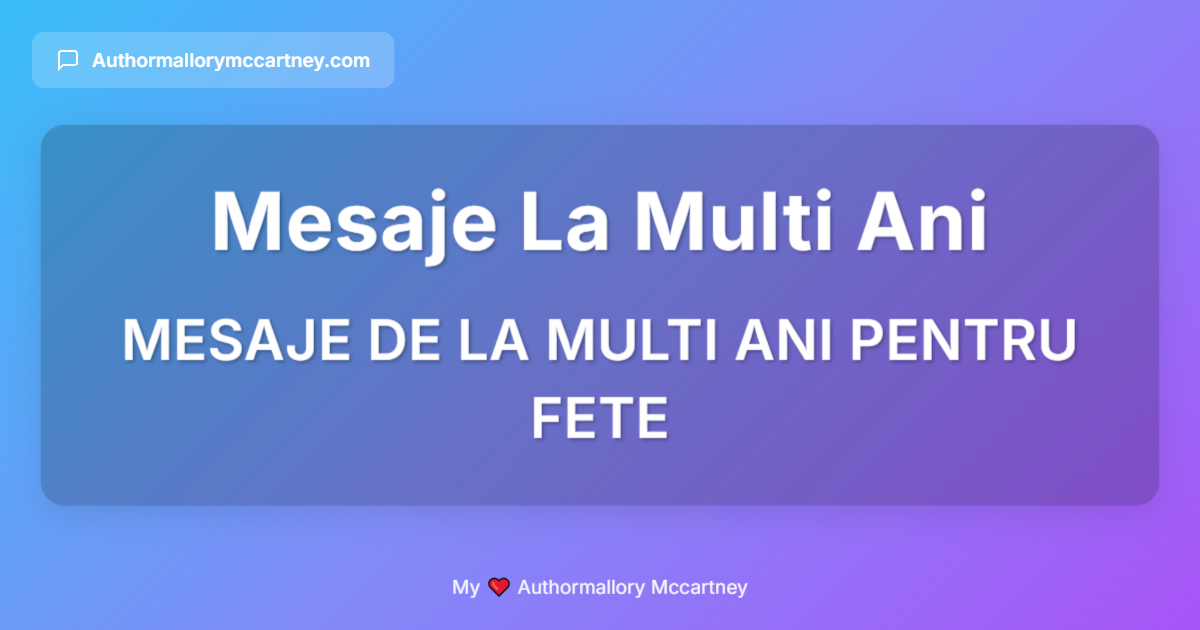 Authormallorymccartney.com
Mesaje La Multi Ani
MESAJE DE LA MULTI ANI PENTRU
FETE
My ❤️ Authormallory Mccartney